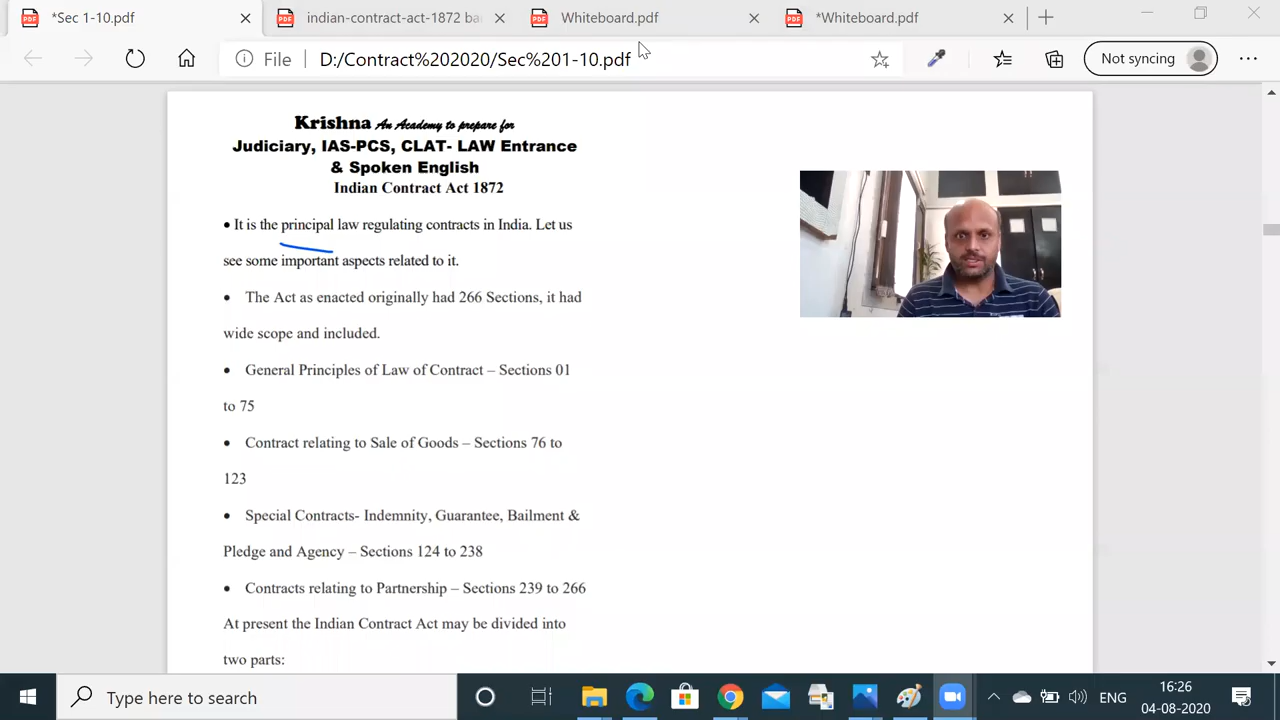 *Sec 1-10.pdf
indian-contract-act-1872 ba
Whiteboard.pdf
*Whiteboard.pdf
File
D:/Contract%202020/Sec%201-10.pdf
Not syncing
Krishna An Academy to prepare for
Judiciary, IAS-PCS, CLAT- LAW Entrance
& Spoken English
Indian Contract Act 1872
• It is the principal law regulating contracts in India. Let us
see some important aspects related to it.
• The Act as enacted originally had 266 Sections, it had
wide scope and included.
• General Principles of Law of Contract – Sections 01
to 75
• Contract relating to Sale of Goods – Sections 76 to
123
• Special Contracts- Indemnity, Guarantee, Bailment &
Pledge and Agency – Sections 124 to 238
• Contracts relating to Partnership – Sections 239 to 266
At present the Indian Contract Act may be divided into
two parts:
Type here to search
ENG
16:26
04-08-2020